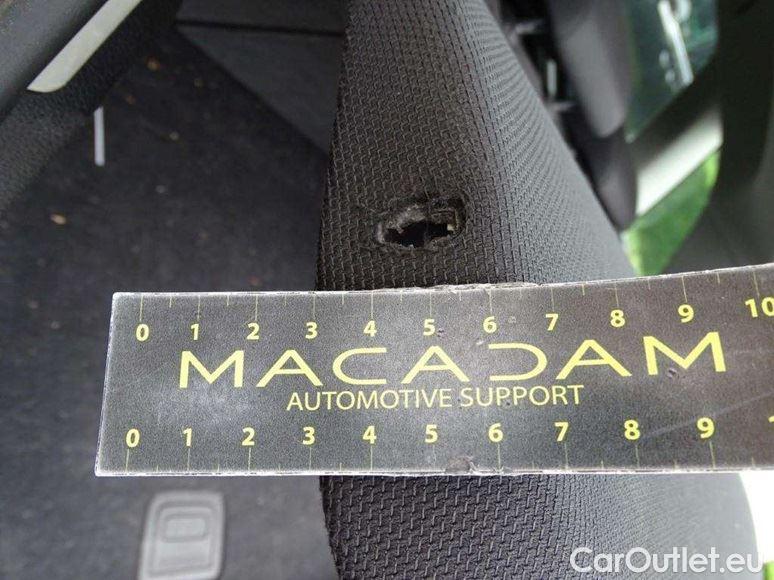 0 1 2 3 4 5 6 7 8 9 10
MACADAM
AUTOMOTIVE SUPPORT
0 1 2 3 4 5 6 7 8 9
CarOutlet.eu